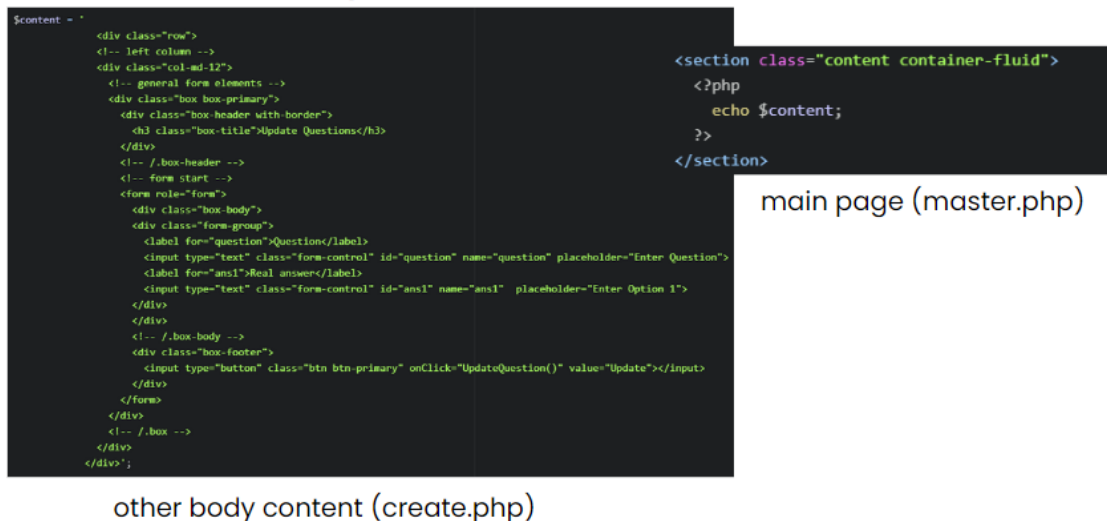 $content = '
<div class="row">
<!-- left column -->
<div class="col-md-12">
<!-- general form elements -->
<div class="box box-primary">
<div class="box-header with-border">
<h3 class="box-title">Update Questions</h3>
</div>
<!-- /.box-header -->
<!-- form start -->
<form role="form">
<div class="box-body">
<div class="form-group">
<label for="question">Question</label>
<input type="text" class="form-control" id="question" name="question" placeholder="Enter Question">
<label for="ans1">Real answer</label>
<input type="text" class="form-control" id="ans1" name="ans1"  placeholder="Enter Option 1">
</div>
</div>
<!-- /.box-body -->
<div class="box-footer">
<input type="button" class="btn btn-primary" onClick="UpdateQuestion()" value="Update"></input>
</div>
</form>
</div>
<!-- /.box -->
</div>
</div>';
other body content (create.php)
<section class="content container-fluid">
<?php
echo $content;
?>
</section>
main page (master.php)